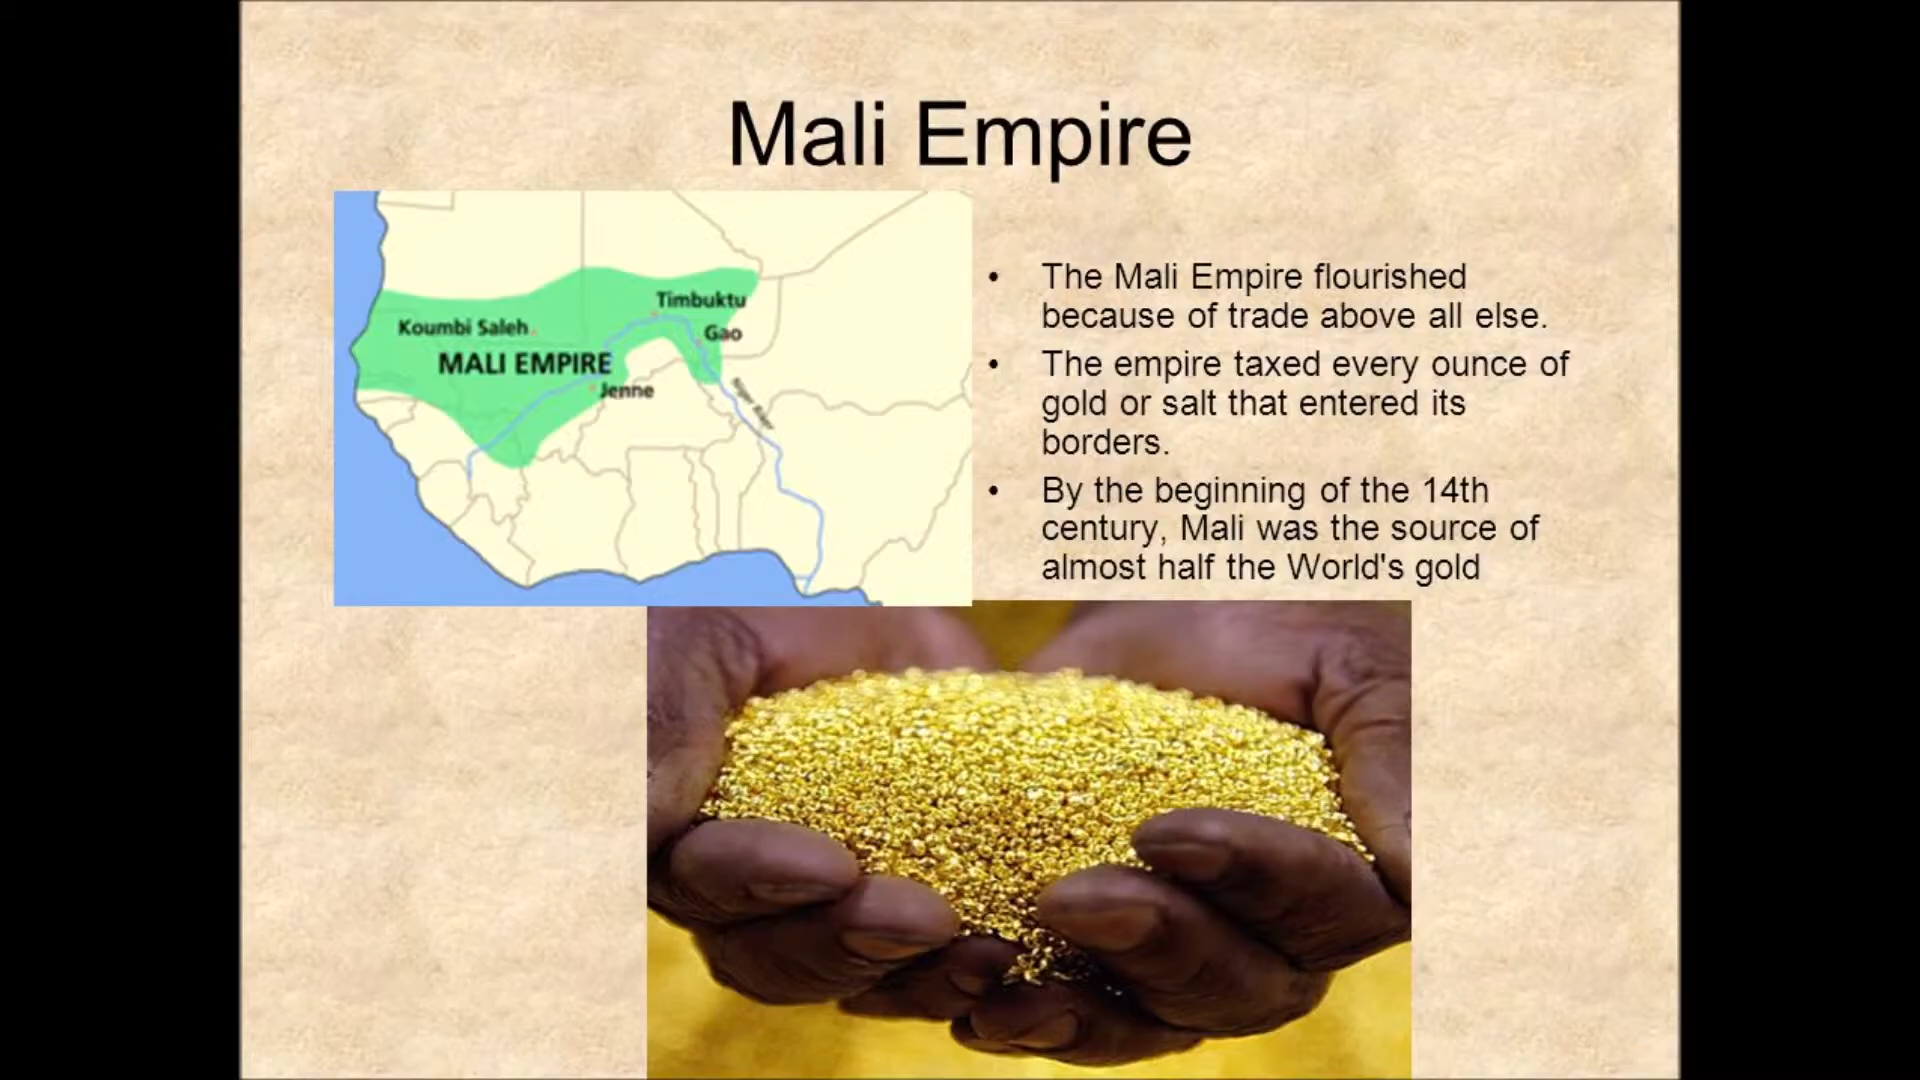 Mali Empire
Timbuktu
Koumbi Saleh
Gao
MALI EMPIRE
Jenne
Niger River
• The Mali Empire flourished
because of trade above all else.
• The empire taxed every ounce of
gold or salt that entered its
borders.
• By the beginning of the 14th
century, Mali was the source of
almost half the World's gold